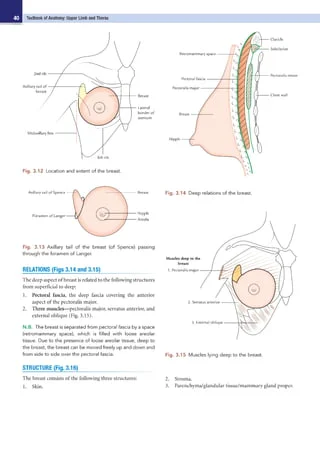 40
Textbook of Anatomy: Upper Limb and Thorax
2nd rib
Axillary tail of
breast
Breast
Lateral
border of
sternum
Midaxillary line
6th rib
Fig. 3.12 Location and extent of the breast.
Axillary tail of Spence
Breast
Foramen of Langer
Nipple
Areola
Fig. 3.13 Axillary tail of the breast (of Spence) passing
through the foramen of Langer.
RELATIONS (Figs 3.14 and 3.15)
The deep aspect of breast is related to the following structures
from superficial to deep:
1. Pectoral fascia, the deep fascia covering the anterior
aspect of the pectoralis major.
2. Three muscles—pectoralis major, serratus anterior, and
external oblique (Fig. 3.15).
N.B. The breast is separated from pectoral fascia by a space
(retromammary space), which is filled with loose areolar
tissue. Due to the presence of loose areolar tissue, deep to
the breast, the breast can be moved freely up and down and
from side to side over the pectoral fascia.
STRUCTURE (Fig. 3.16)
The breast consists of the following three structures:
1. Skin.
Clavicle
Subclavius
Retromammary space
Pectoralis minor
Pectoral fascia
Pectoralis major
Chest wall
Breast
Nipple
Fig. 3.14 Deep relations of the breast.
Muscles deep to the
breast
1. Pectoralis major
2. Serratus anterior
3. External oblique
Fig. 3.15 Muscles lying deep to the breast.
2. Stroma.
3. Parenchyma/glandular tissue/mammary gland proper.